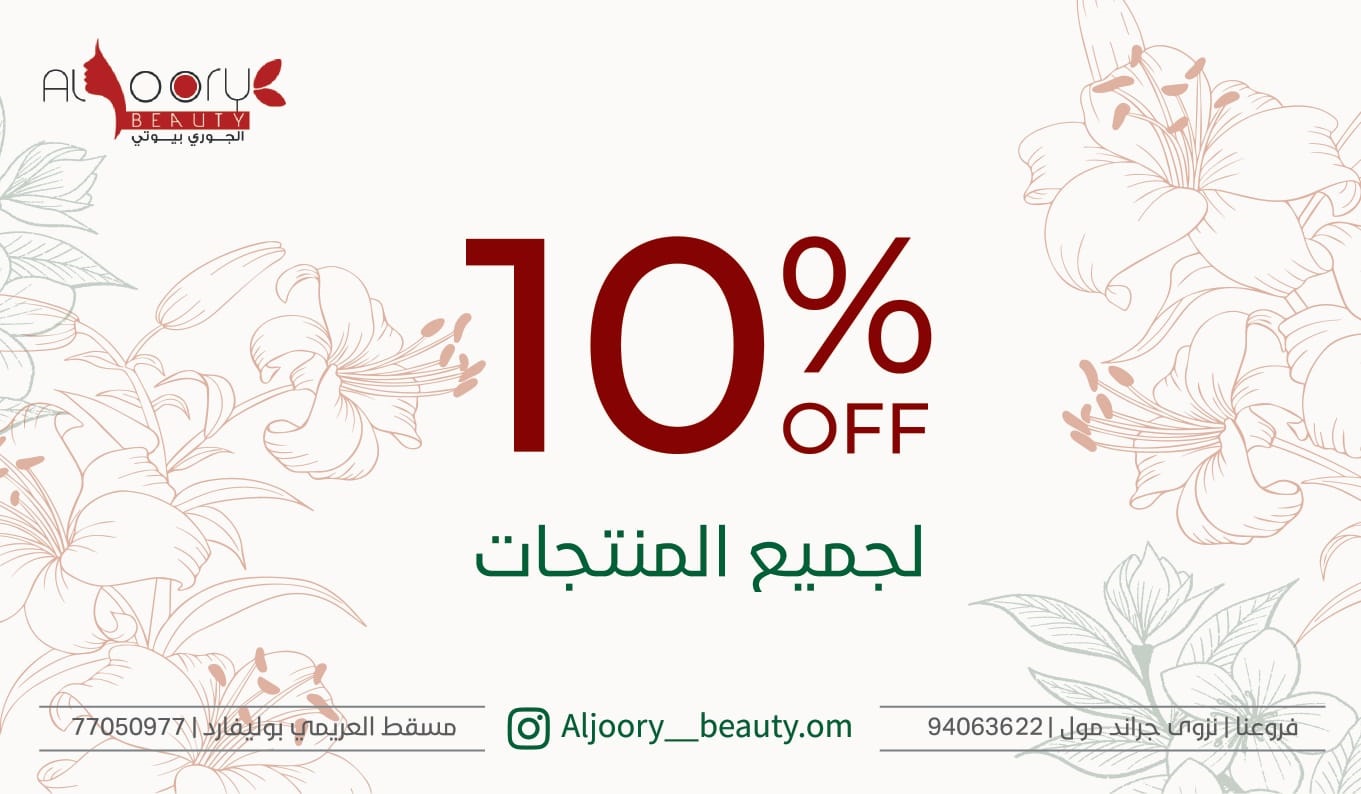 ALJOORY
BEAUTY
الجوري بيوتي
10%
OFF
لجميع المنتجات
فروعنا | نزوى جراند مول | 94063622
Aljoory__beauty.om
مسقط العريمي بوليفارد | 77050977